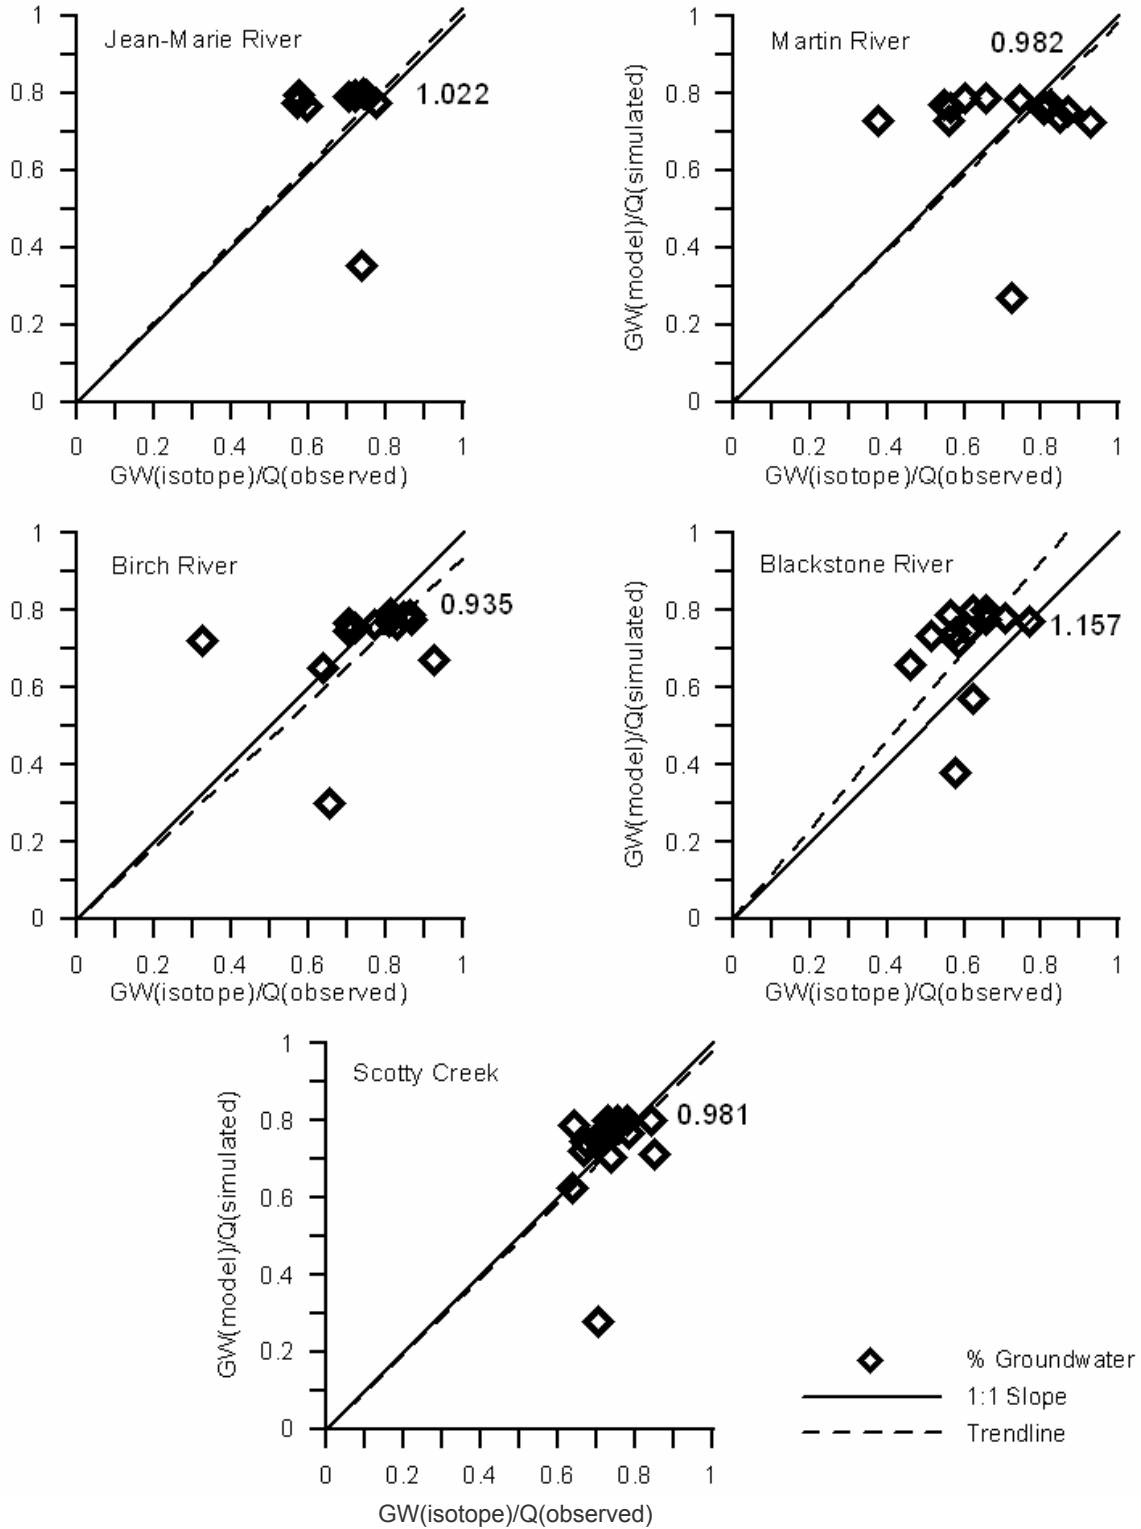 1
Jean-Marie River
0.8
1.022
0.6
0.4
0.2
0
0 0.2 0.4 0.6 0.8 1
GW(isotope)/Q(observed)
1
Martin River
0.982
0.8
0.6
0.4
0.2
0
GW(model)/Q(simulated)
0 0.2 0.4 0.6 0.8 1
GW(isotope)/Q(observed)
1
Birch River
0.8
0.935
0.6
0.4
0.2
0
0 0.2 0.4 0.6 0.8 1
GW(isotope)/Q(observed)
1
Blackstone River
0.8
1.157
0.6
0.4
0.2
0
GW(model)/Q(simulated)
0 0.2 0.4 0.6 0.8 1
GW(isotope)/Q(observed)
1
Scotty Creek
0.8
0.981
0.6
0.4
0.2
0
GW(model)/Q(simulated)
0 0.2 0.4 0.6 0.8 1
GW(isotope)/Q(observed)
% Groundwater
1:1 Slope
Trendline